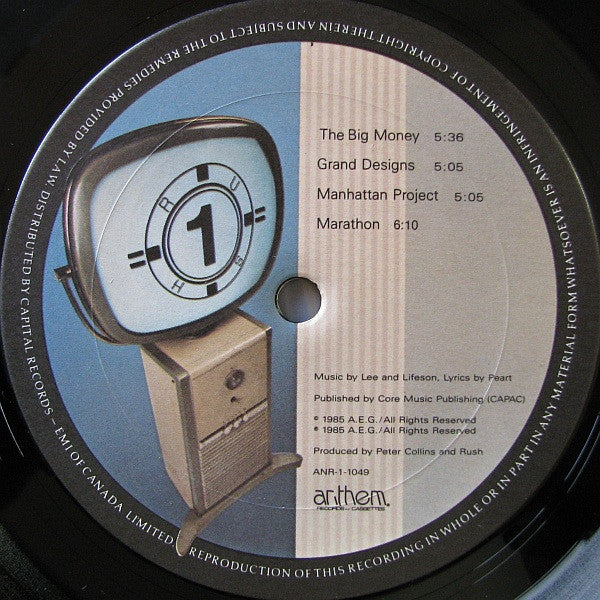 The Big Money 5:36
Grand Designs 5:05
Manhattan Project 5:05
Marathon 6:10
R U S H
1
Music by Lee and Lifeson, Lyrics by Peart
Published by Core Music Publishing (CAPAC)
© 1985 A.E.G./All Rights Reserved
℗ 1985 A.E.G./All Rights Reserved
Produced by Peter Collins and Rush
ANR-1-1049
anthem.
RECORDS and CASSETTES
REPRODUCTION OF THIS RECORDING IN WHOLE OR IN PART IN ANY MATERIAL FORM WHATSOEVER IS AN INFRINGEMENT OF COPYRIGHT THEREIN AND SUBJECT TO THE REMEDIES PROVIDED BY LAW. DISTRIBUTED BY CAPITAL RECORDS – EMI OF CANADA LIMITED